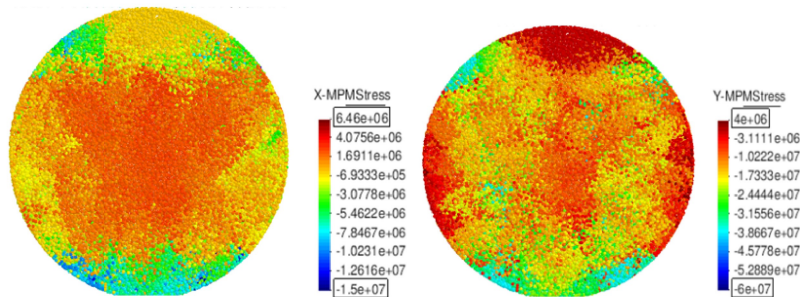 X-MPMStress
6.46e+06
4.0756e+06
1.6911e+06
-6.9333e+05
-3.0778e+06
-5.4622e+06
-7.8467e+06
-1.0231e+07
-1.2616e+07
-1.5e+07
Y-MPMStress
4e+06
-3.1111e+06
-1.0222e+07
-1.7333e+07
-2.4444e+07
-3.1556e+07
-3.8667e+07
-4.5778e+07
-5.2889e+07
-6e+07